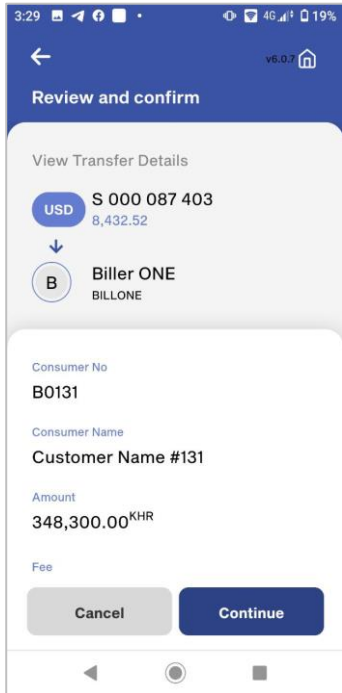 3:29 4G 19%
v6.0.7
Review and confirm
View Transfer Details
USD S 000 087 403
8,432.52
B Biller ONE
BILLONE
Consumer No
B0131
Consumer Name
Customer Name #131
Amount
348,300.00KHR
Fee
Cancel Continue